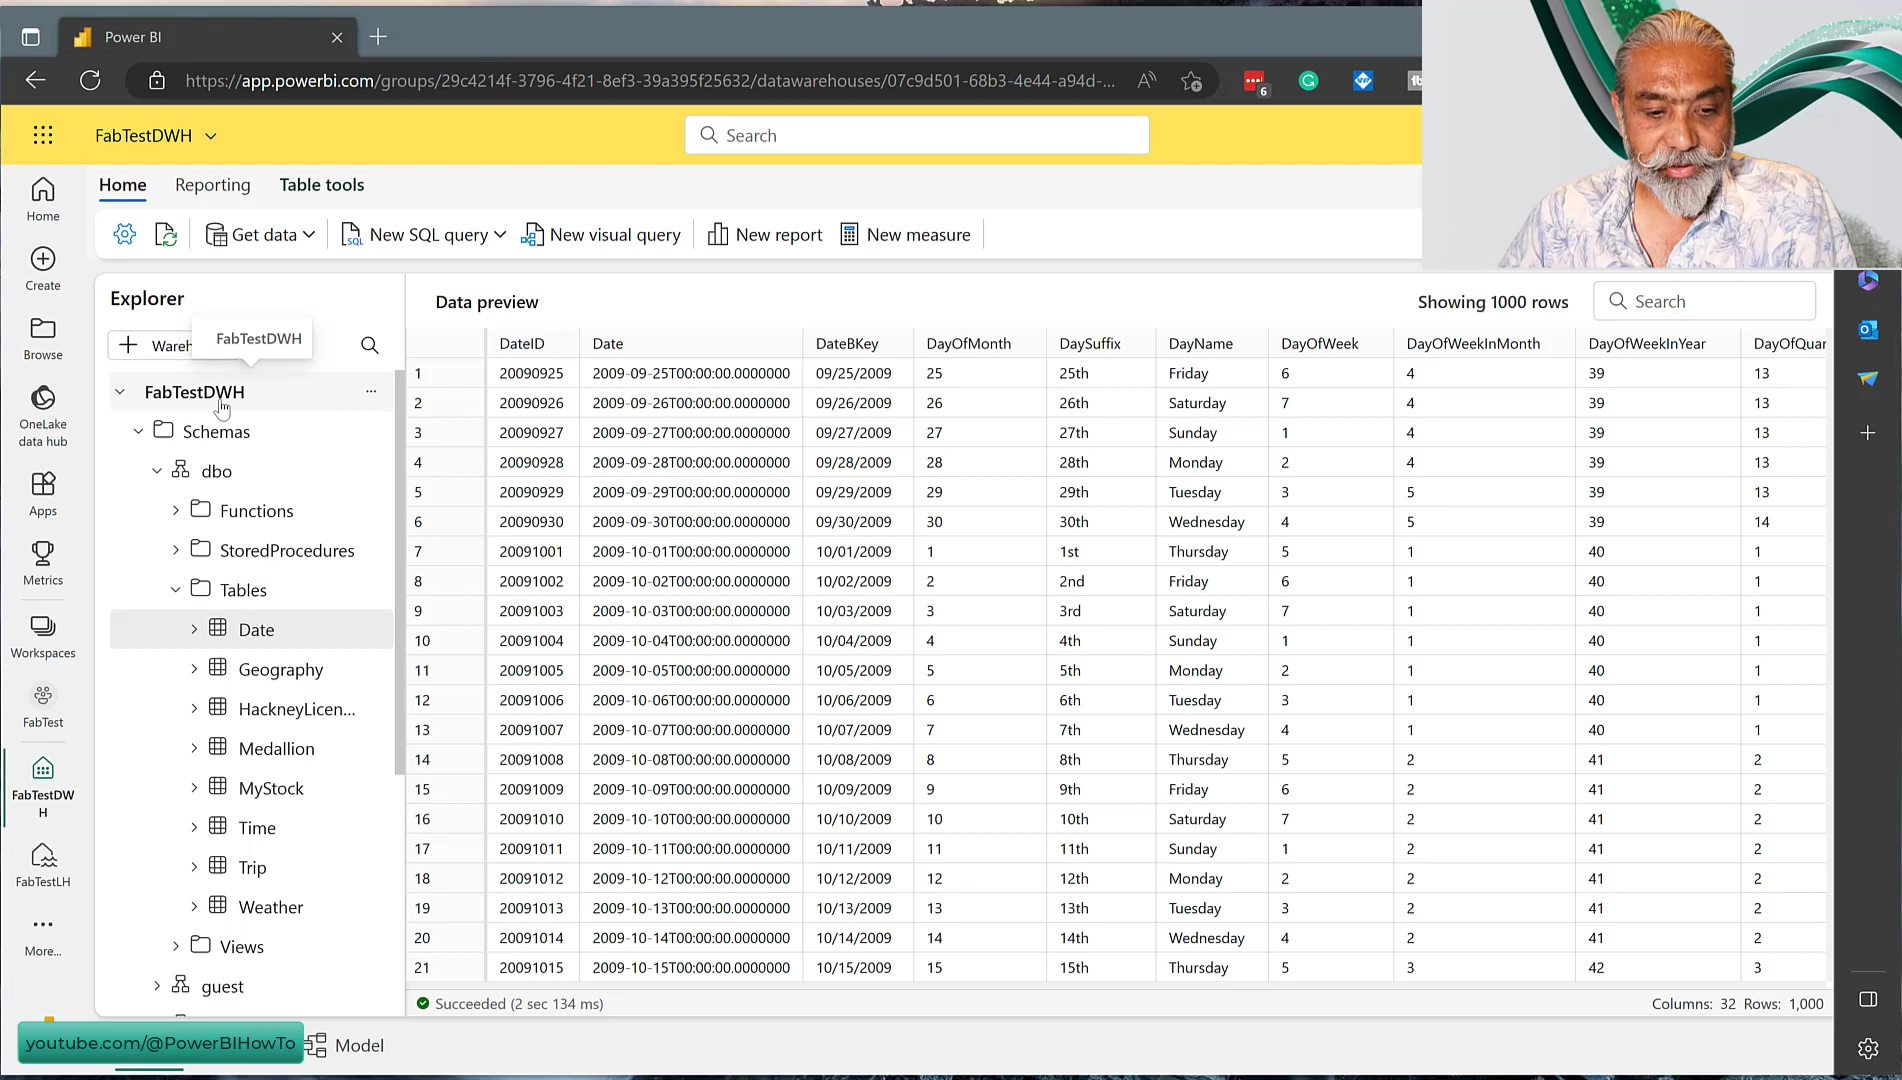 Power BI
https://app.powerbi.com/groups/29c4214f-3796-4f21-8ef3-39a395f25632/datawarehouses/07c9d501-68b3-4e44-a94d-...
6
FabTestDWH
Search
Home Reporting Table tools
Get data New SQL query New visual query New report New measure
Home
Create
Browse
OneLake
data hub
Apps
Metrics
Workspaces
FabTest
FabTestDW
H
FabTestLH
More...
Explorer
Wareh
FabTestDWH
FabTestDWH
Schemas
dbo
Functions
StoredProcedures
Tables
Date
Geography
HackneyLicen...
Medallion
MyStock
Time
Trip
Weather
Views
guest
Data preview Showing 1000 rows Search
DateID Date DateBKey DayOfMonth DaySuffix DayName DayOfWeek DayOfWeekInMonth DayOfWeekInYear DayOfQuar
1 20090925 2009-09-25T00:00:00.0000000 09/25/2009 25 25th Friday 6 4 39 13
2 20090926 2009-09-26T00:00:00.0000000 09/26/2009 26 26th Saturday 7 4 39 13
3 20090927 2009-09-27T00:00:00.0000000 09/27/2009 27 27th Sunday 1 4 39 13
4 20090928 2009-09-28T00:00:00.0000000 09/28/2009 28 28th Monday 2 4 39 13
5 20090929 2009-09-29T00:00:00.0000000 09/29/2009 29 29th Tuesday 3 5 39 13
6 20090930 2009-09-30T00:00:00.0000000 09/30/2009 30 30th Wednesday 4 5 39 14
7 20091001 2009-10-01T00:00:00.0000000 10/01/2009 1 1st Thursday 5 1 40 1
8 20091002 2009-10-02T00:00:00.0000000 10/02/2009 2 2nd Friday 6 1 40 1
9 20091003 2009-10-03T00:00:00.0000000 10/03/2009 3 3rd Saturday 7 1 40 1
10 20091004 2009-10-04T00:00:00.0000000 10/04/2009 4 4th Sunday 1 1 40 1
11 20091005 2009-10-05T00:00:00.0000000 10/05/2009 5 5th Monday 2 1 40 1
12 20091006 2009-10-06T00:00:00.0000000 10/06/2009 6 6th Tuesday 3 1 40 1
13 20091007 2009-10-07T00:00:00.0000000 10/07/2009 7 7th Wednesday 4 1 40 1
14 20091008 2009-10-08T00:00:00.0000000 10/08/2009 8 8th Thursday 5 2 41 2
15 20091009 2009-10-09T00:00:00.0000000 10/09/2009 9 9th Friday 6 2 41 2
16 20091010 2009-10-10T00:00:00.0000000 10/10/2009 10 10th Saturday 7 2 41 2
17 20091011 2009-10-11T00:00:00.0000000 10/11/2009 11 11th Sunday 1 2 41 2
18 20091012 2009-10-12T00:00:00.0000000 10/12/2009 12 12th Monday 2 2 41 2
19 20091013 2009-10-13T00:00:00.0000000 10/13/2009 13 13th Tuesday 3 2 41 2
20 20091014 2009-10-14T00:00:00.0000000 10/14/2009 14 14th Wednesday 4 2 41 2
21 20091015 2009-10-15T00:00:00.0000000 10/15/2009 15 15th Thursday 5 3 42 3
Succeeded (2 sec 134 ms) Columns: 32 Rows: 1,000
youtube.com/@PowerBIHowTo Model